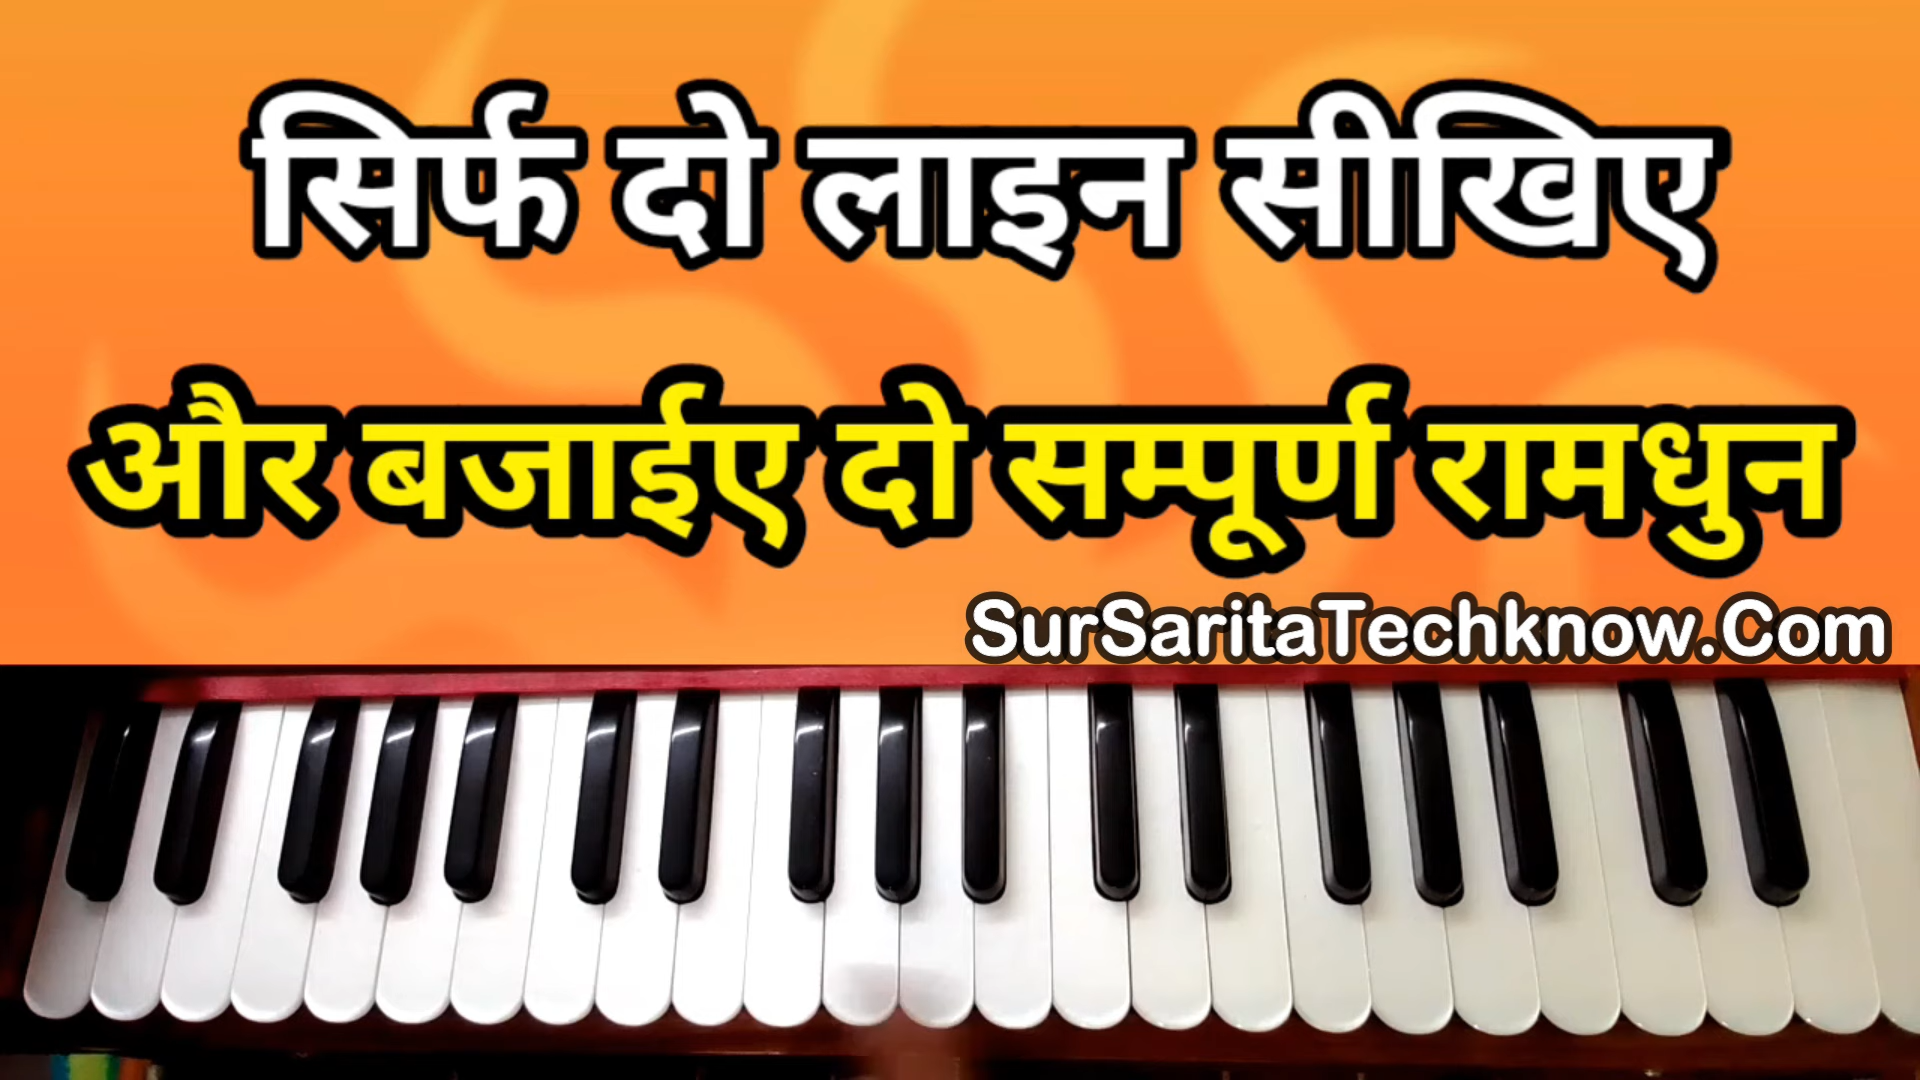 सिर्फ दो लाइन सीखिए
और बजाईए दो सम्पूर्ण रामधुन
SurSaritaTechknow.Com